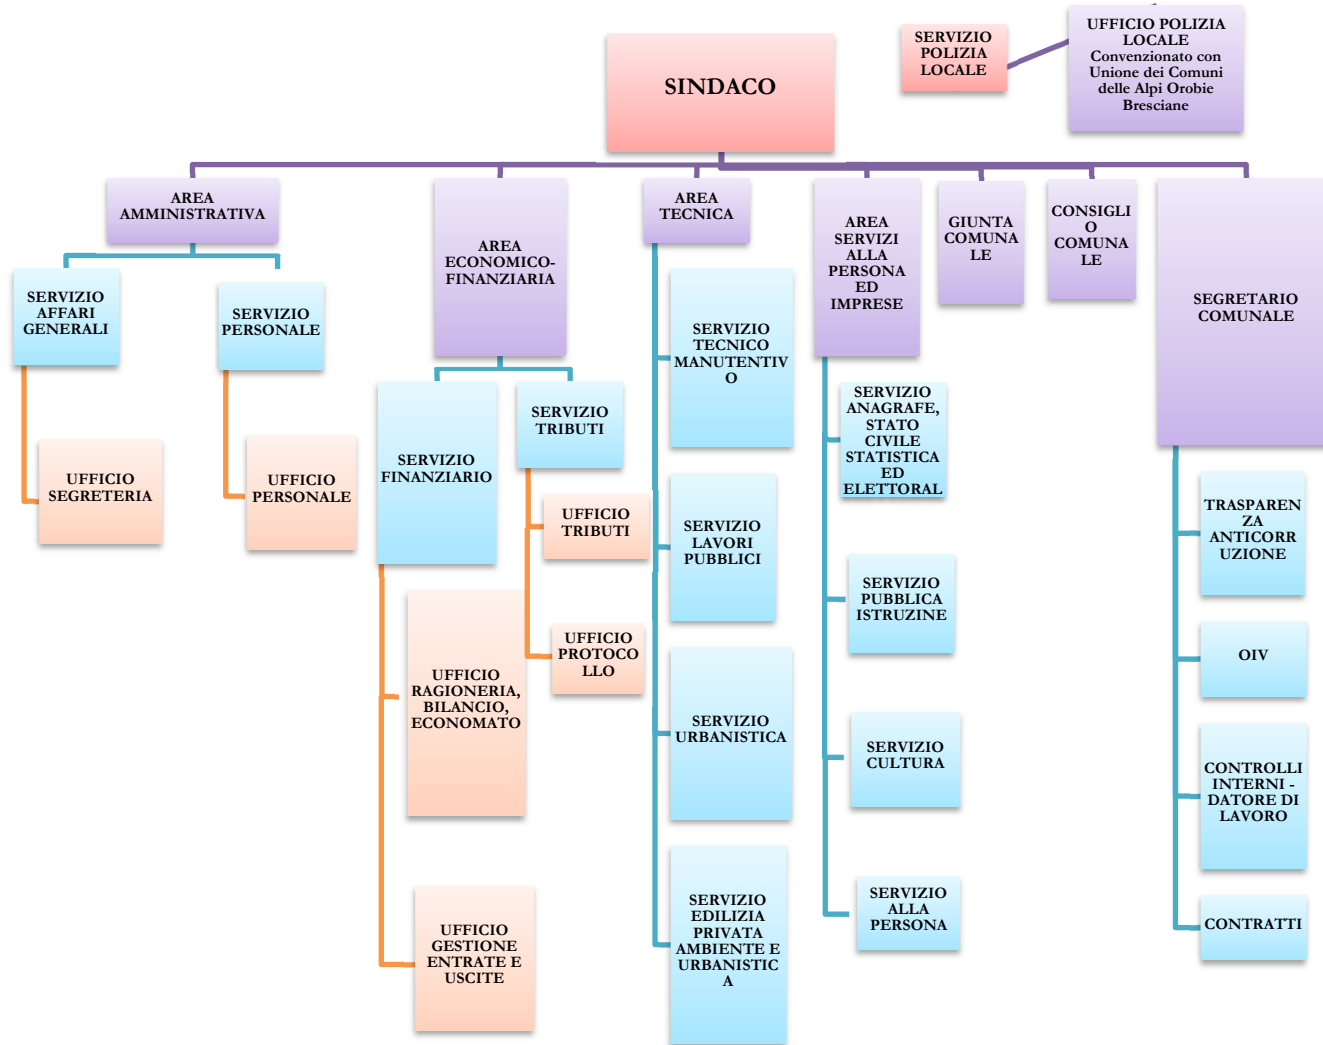 SINDACO
SERVIZIO
POLIZIA
LOCALE
UFFICIO POLIZIA
LOCALE
Convenzionato con
Unione dei Comuni
delle Alpi Orobie
Bresciane
AREA
AMMINISTRATIVA
SERVIZIO
AFFARI
GENERALI
UFFICIO
SEGRETERIA
SERVIZIO
PERSONALE
UFFICIO
PERSONALE
AREA
ECONOMICO-
FINANZIARIA
SERVIZIO
FINANZIARIO
UFFICIO
RAGIONERIA,
BILANCIO,
ECONOMATO
UFFICIO
GESTIONE
ENTRATE E
USCITE
SERVIZIO
TRIBUTI
UFFICIO
TRIBUTI
UFFICIO
PROTOCO
LLO
AREA
TECNICA
SERVIZIO
TECNICO
MANUTENTIV
O
SERVIZIO
LAVORI
PUBBLICI
SERVIZIO
URBANISTICA
SERVIZIO
EDILIZIA
PRIVATA
AMBIENTE E
URBANISTIC
A
AREA
SERVIZI
ALLA
PERSONA
ED
IMPRESE
SERVIZIO
ANAGRAFE,
STATO
CIVILE
STATISTICA
ED
ELETTORAL
SERVIZIO
PUBBLICA
ISTRUZINE
SERVIZIO
CULTURA
SERVIZIO
ALLA
PERSONA
GIUNTA
COMUNA
LE
CONSIGLI
O
COMUNA
LE
SEGRETARIO
COMUNALE
TRASPAREN
ZA
ANTICORR
UZIONE
OIV
CONTROLLI
INTERNI -
DATORE DI
LAVORO
CONTRATTI